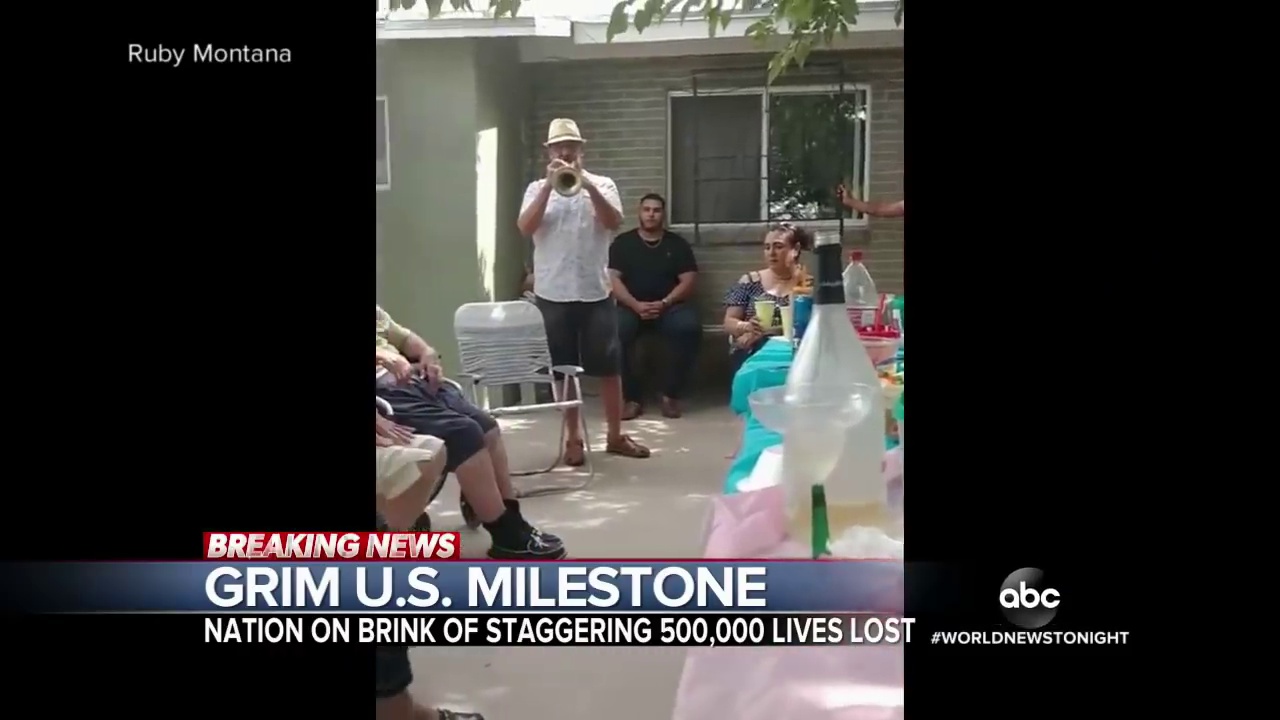 Ruby Montana
BREAKING NEWS
GRIM U.S. MILESTONE
NATION ON BRINK OF STAGGERING 500,000 LIVES LOST
abc
#WORLDNEWSTONIGHT